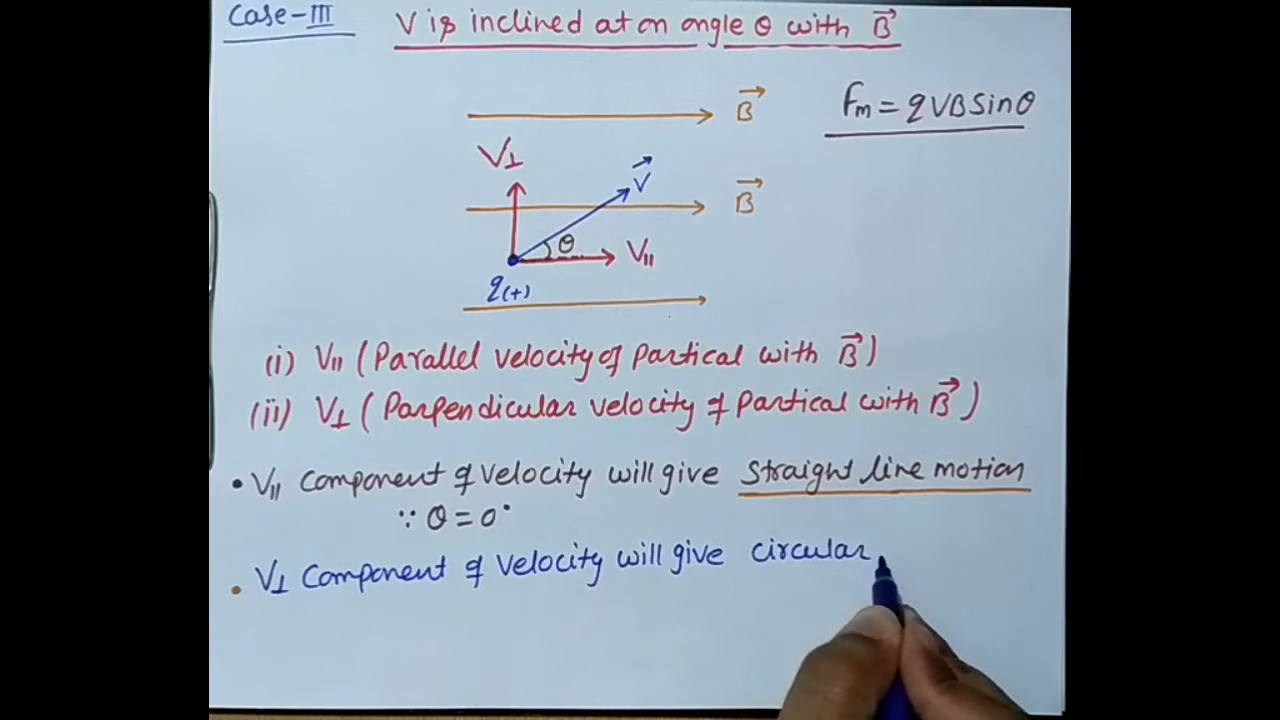 Case-III
V is inclined at an angle θ with B⃗
B⃗
Fm = qVBSinθ
V⊥
V⃗
B⃗
θ
V||
q(+)
(i) V|| (Parallel velocity of partical with B⃗)
(ii) V⊥ (Parpendicular velocity of partical with B⃗)
• V|| Component of velocity will give straight line motion
∵ θ = 0°
• V⊥ Component of velocity will give circular